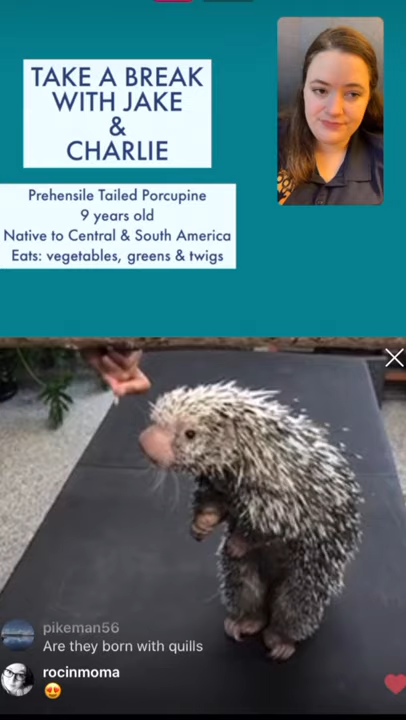 TAKE A BREAK
WITH JAKE
&
CHARLIE
Prehensile Tailed Porcupine
9 years old
Native to Central & South America
Eats: vegetables, greens & twigs
pikeman56
Are they born with quills
rocinmoma
😍